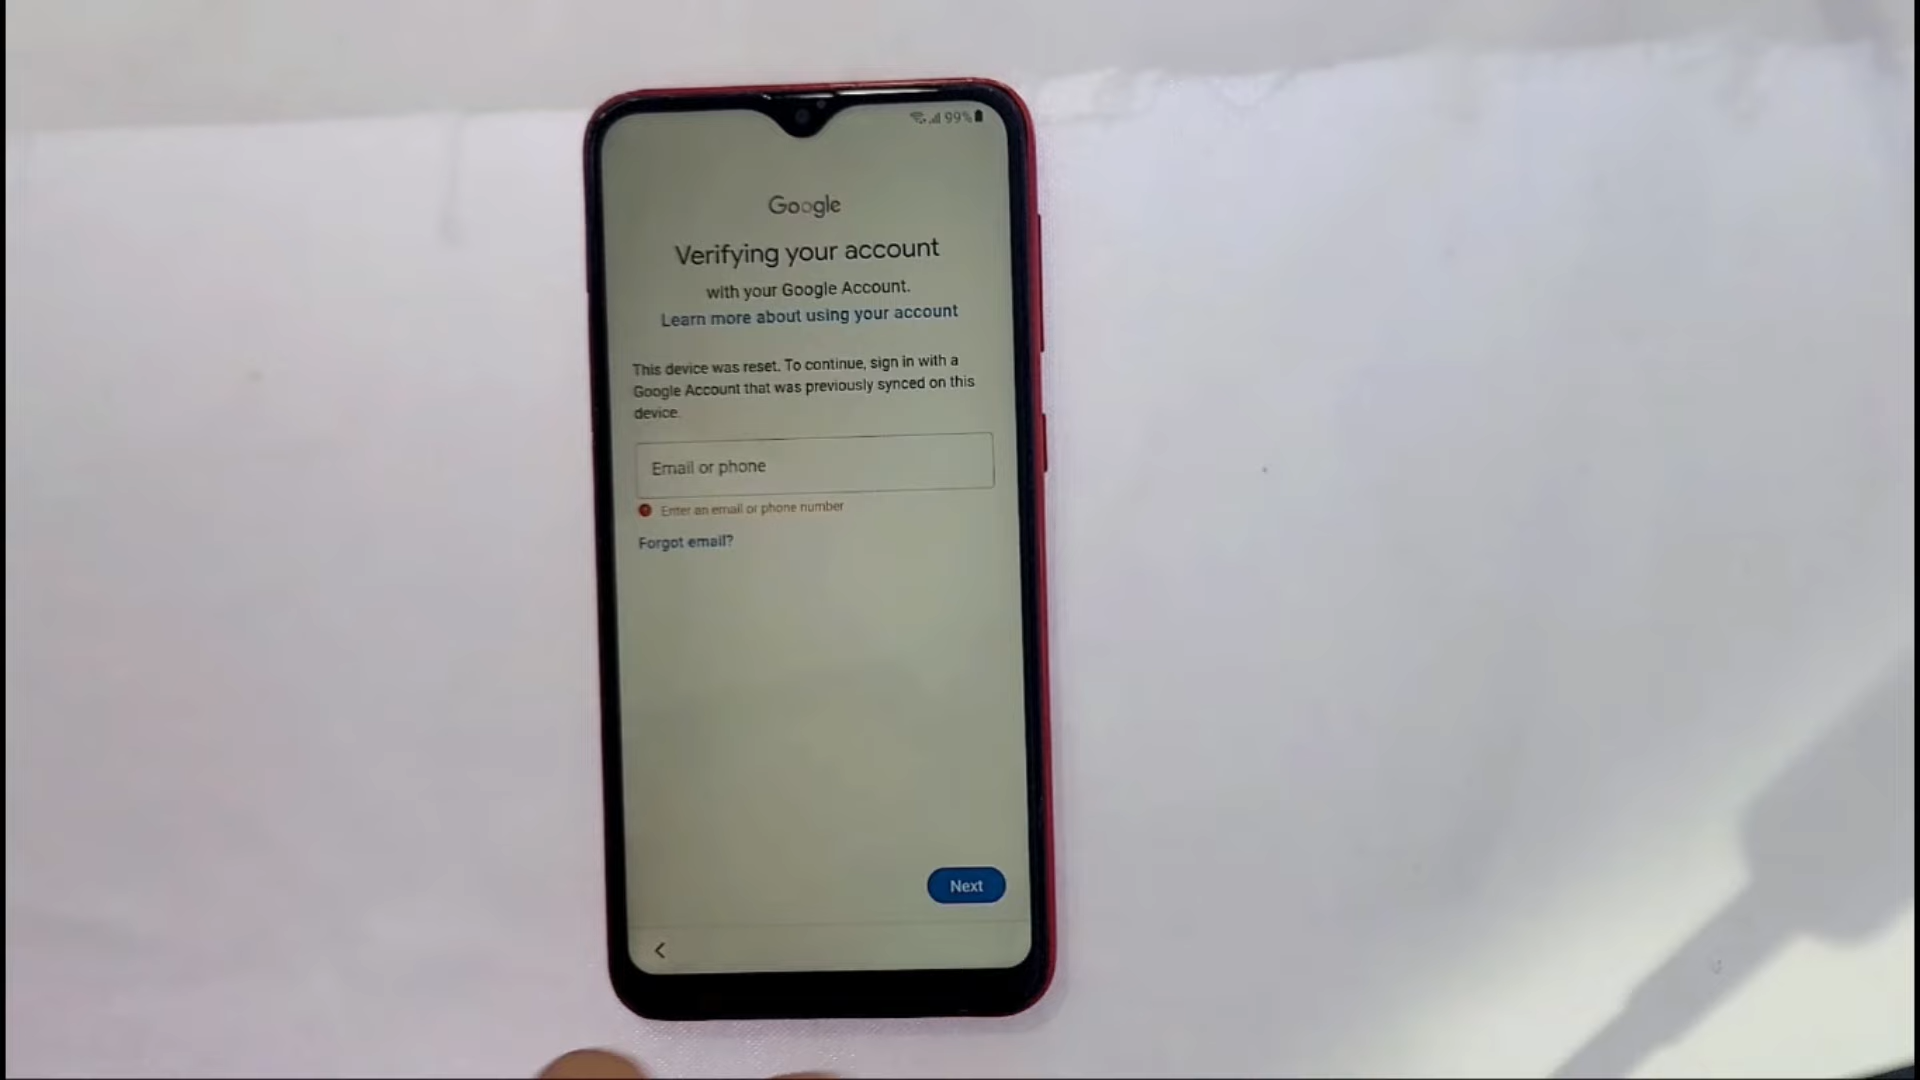 99%
Google
Verifying your account
with your Google Account.
Learn more about using your account
This device was reset. To continue, sign in with a
Google Account that was previously synced on this
device.
Email or phone
Enter an email or phone number
Forgot email?
Next